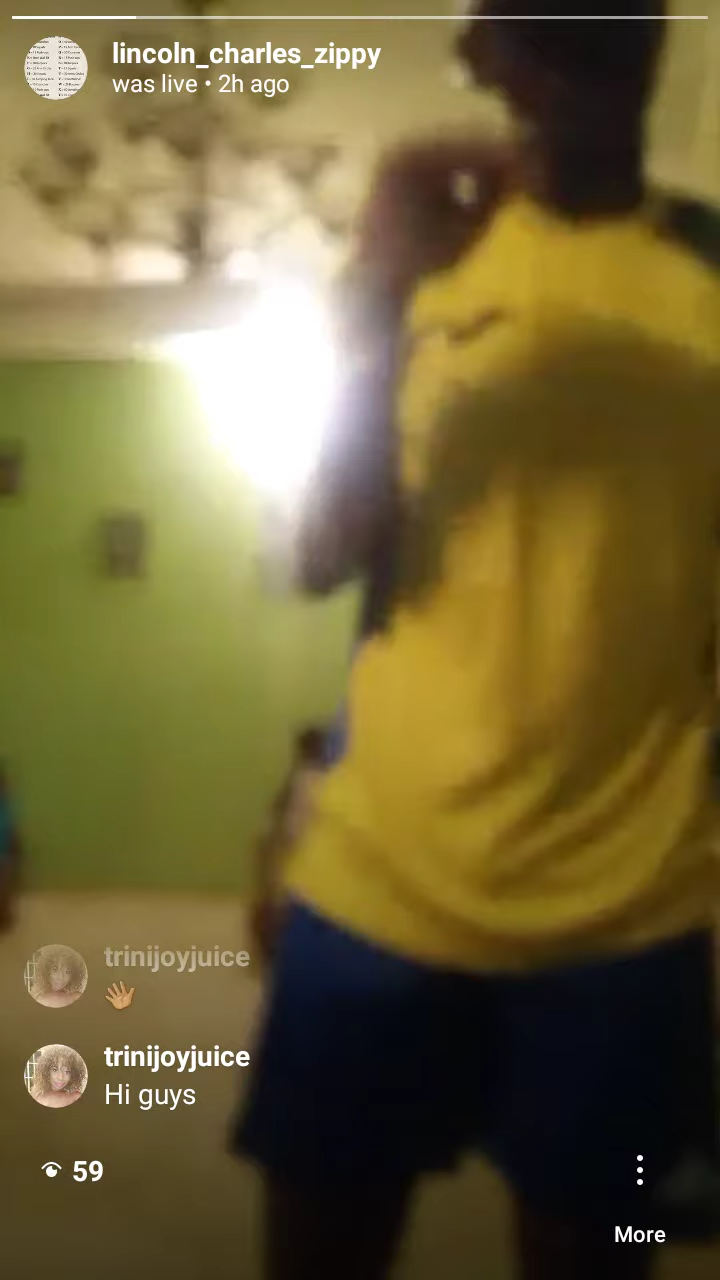 lincoln_charles_zippy
was live • 2h ago
trinijoyjuice
👋🏽
trinijoyjuice
Hi guys
59
More